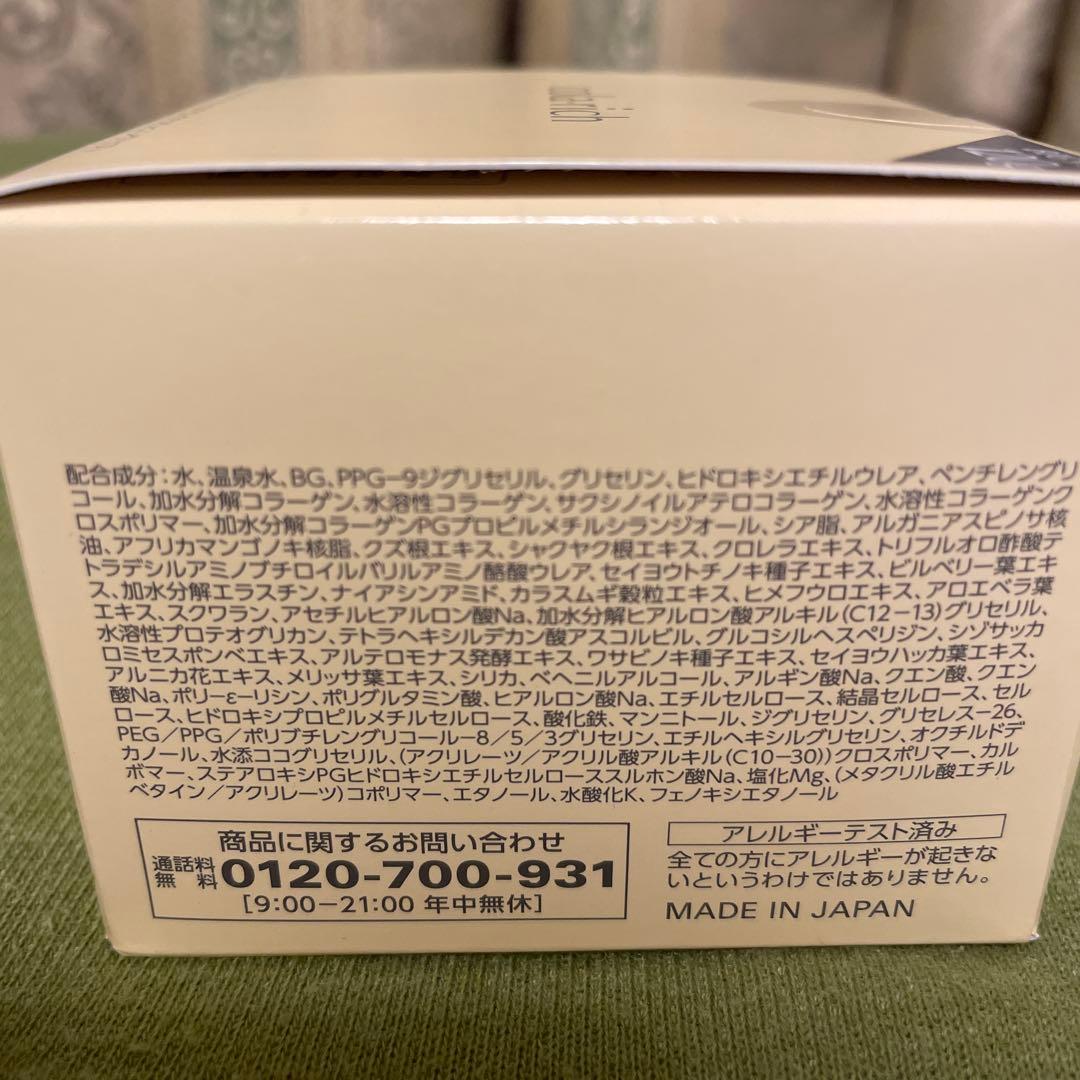 配合成分:水、温泉水、BG、PPG-9ジグリセリル、グリセリン、ヒドロキシエチルウレア、ペンチレングリ
コール、加水分解コラーゲン、水溶性コラーゲン、サクシノイルアテロコラーゲン、水溶性コラーゲンク
ロスポリマー、加水分解コラーゲンPGプロピルメチルシランジオール、シア脂、アルガニアスピノサ核
油、アフリカマンゴノキ核脂、クズ根エキス、シャクヤク根エキス、クロレラエキス、トリフルオロ酢酸テ
トラデシルアミノブチロイルバリルアミノ酪酸ウレア、セイヨウトチノキ種子エキス、ビルベリー葉エキ
ス、加水分解エラスチン、ナイアシンアミド、カラスムギ穀粒エキス、ヒメフウロエキス、アロエベラ葉
エキス、スクワラン、アセチルヒアルロン酸Na、加水分解ヒアルロン酸アルキル(C12-13)グリセリル、
水溶性プロテオグリカン、テトラヘキシルデカン酸アスコルビル、グルコシルヘスペリジン、シゾサッカ
ロミセスポンベエキス、アルテロモナス発酵エキス、ワサビノキ種子エキス、セイヨウハッカ葉エキス、
アルニカ花エキス、メリッサ葉エキス、シリカ、ベヘニルアルコール、アルギン酸Na、クエン酸、クエン
酸Na、ポリ-ε-リシン、ポリグルタミン酸、ヒアルロン酸Na、エチルセルロース、結晶セルロース、セル
ロース、ヒドロキシプロピルメチルセルロース、酸化鉄、マンニトール、ジグリセリン、グリセレス-26、
PEG/PPG/ポリブチレングリコール-8/5/3グリセリン、エチルヘキシルグリセリン、オクチルドデ
カノール、水添ココグリセリル、(アクリレーツ/アクリル酸アルキル(C10-30))クロスポリマー、カル
ボマー、ステアロキシPGヒドロキシエチルセルローススルホン酸Na、塩化Mg、(メタクリル酸エチル
ベタイン/アクリレーツ)コポリマー、エタノール、水酸化K、フェノキシエタノール
商品に関するお問い合わせ
通話料
無料 0120-700-931
[9:00-21:00 年中無休]
アレルギーテスト済み
全ての方にアレルギーが起きな
いというわけではありません。
MADE IN JAPAN